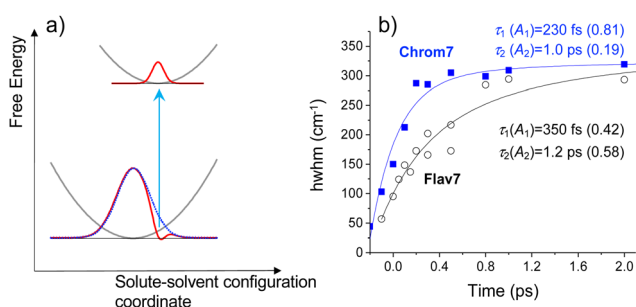 a)
Free Energy
Solute-solvent configuration
coordinate
b)
τ1 (A1)=230 fs (0.81)
τ2 (A2)=1.0 ps (0.19)
Chrom7
τ1(A1)=350 fs (0.42)
τ2(A2)=1.2 ps (0.58)
Flav7
hwhm (cm-1)
350
300
250
200
150
100
50
0
0.0 0.4 0.8 1.2 1.6 2.0
Time (ps)